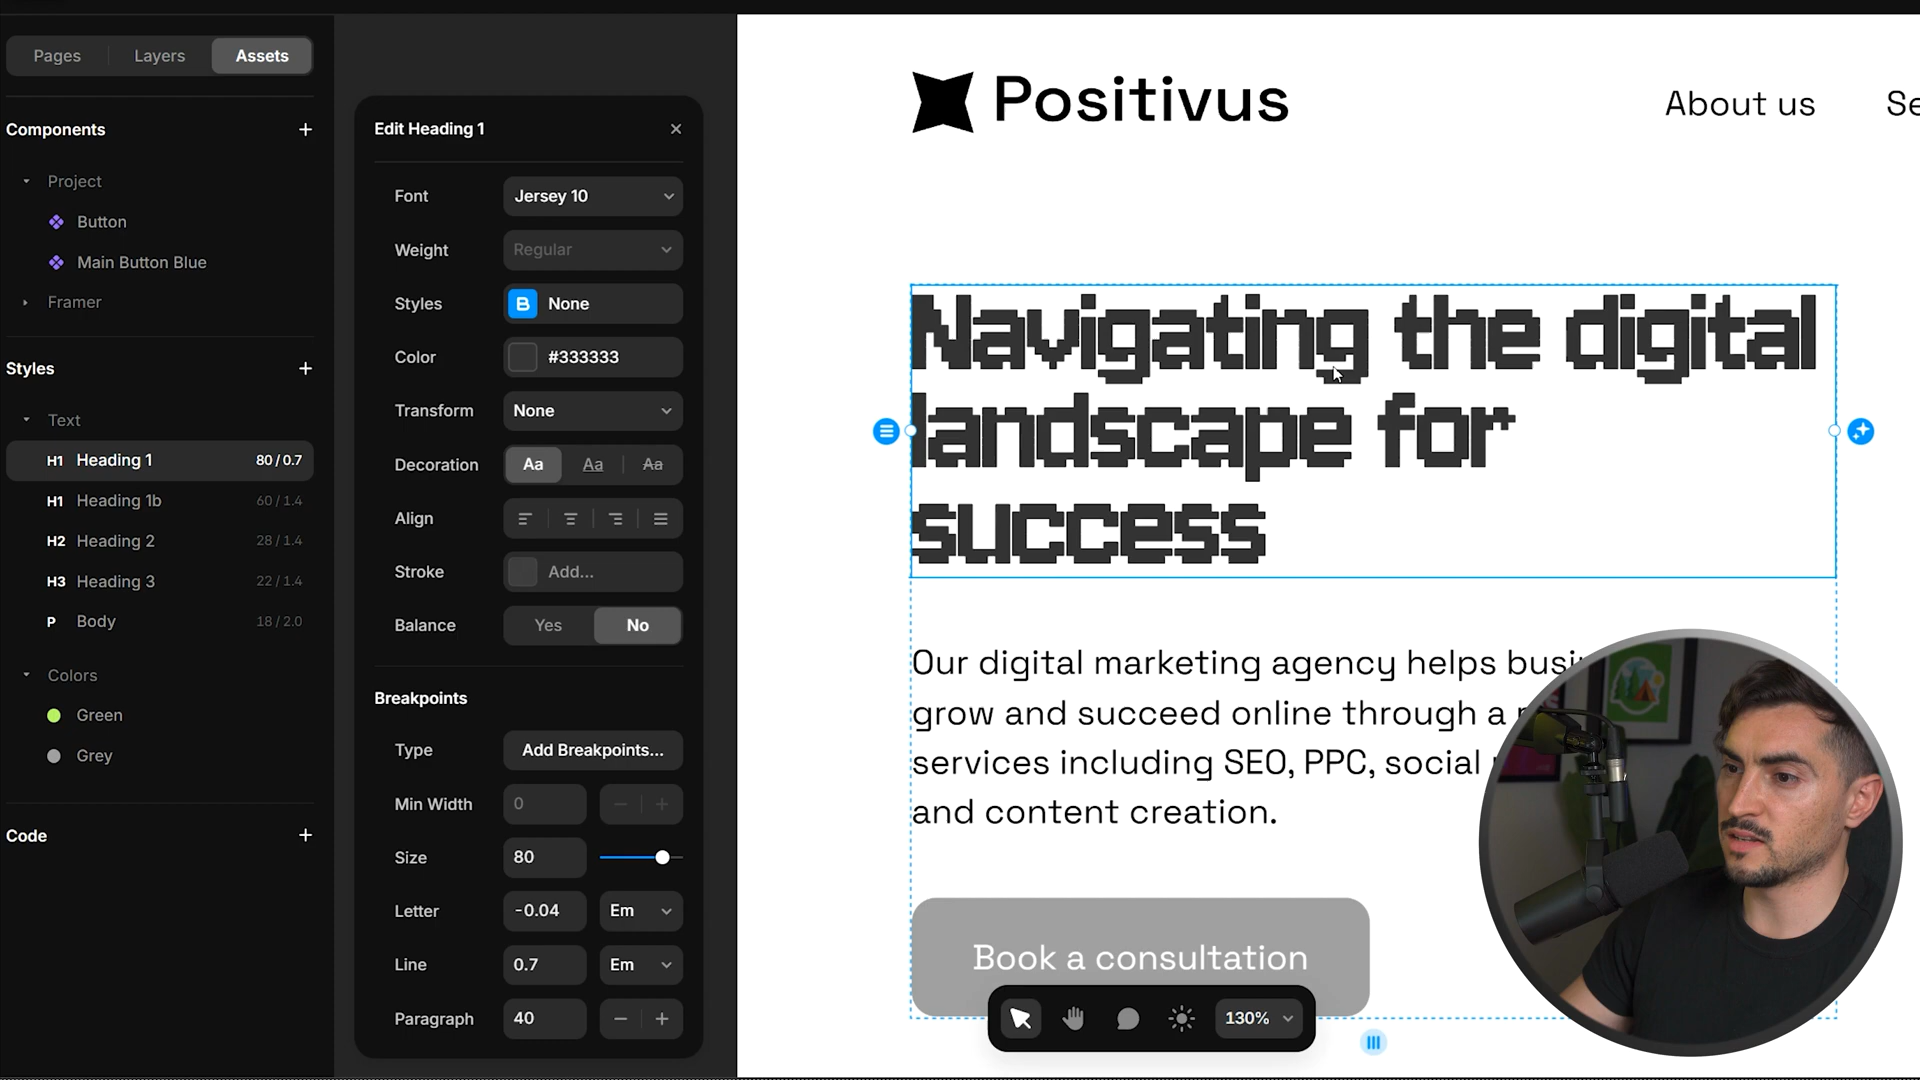 Pages
Layers
Assets
Components
Project
Button
Main Button Blue
Framer
Styles
Text
H1 Heading 1 80 / 0.7
H1 Heading 1b 60 / 1.4
H2 Heading 2 28 / 1.4
H3 Heading 3 22 / 1.4
P Body 18 / 2.0
Colors
Green
Grey
Code
Edit Heading 1
Font Jersey 10
Weight Regular
Styles B None
Color #333333
Transform None
Decoration Aa Aa Aa
Align
Stroke Add...
Balance Yes No
Breakpoints
Type Add Breakpoints...
Min Width 0
Size 80
Letter -0.04 Em
Line 0.7 Em
Paragraph 40
Positivus
About us
Se
Navigating the digital
landscape for
success
Our digital marketing agency helps
grow and succeed online through a
services including SEO, PPC, social
and content creation.
Book a consultation
130%